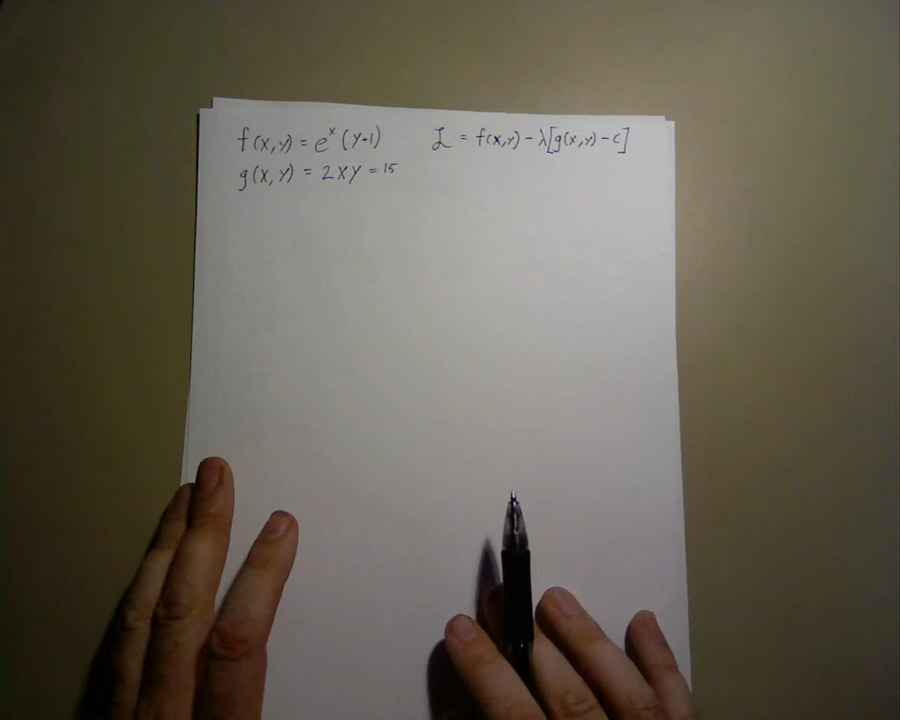 f(x,y) = e^x (y+1)
ℒ = f(x,y) - λ[g(x,y) - c]
g(x,y) = 2xy = 15